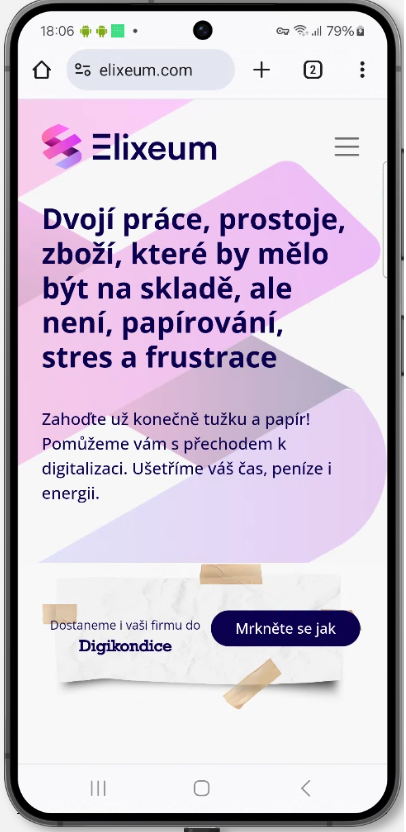 18:06
79%
elixeum.com
2
Elixeum
Dvojí práce, prostoje,
zboží, které by mělo
být na skladě, ale
není, papírování,
stres a frustrace
Zahoďte už konečně tužku a papír!
Pomůžeme vám s přechodem k
digitalizaci. Ušetříme váš čas, peníze i
energii.
Dostaneme i vaši firmu do
Digikondice
Mrkněte se jak